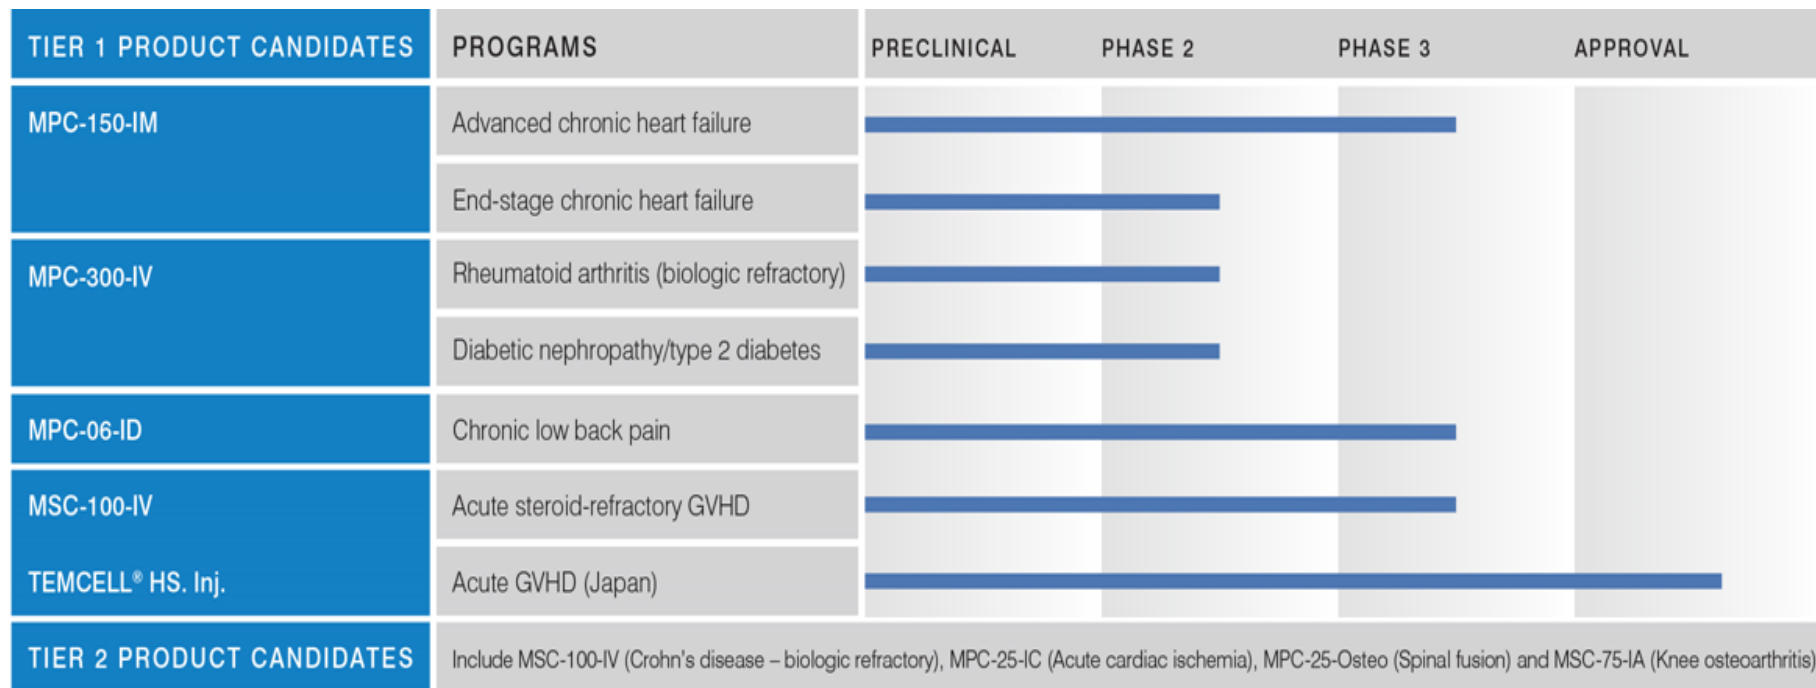 TIER 1 PRODUCT CANDIDATES PROGRAMS PRECLINICAL PHASE 2 PHASE 3 APPROVAL
MPC-150-IM Advanced chronic heart failure
End-stage chronic heart failure
MPC-300-IV Rheumatoid arthritis (biologic refractory)
Diabetic nephropathy/type 2 diabetes
MPC-06-ID Chronic low back pain
MSC-100-IV Acute steroid-refractory GVHD
TEMCELL® HS. Inj. Acute GVHD (Japan)
TIER 2 PRODUCT CANDIDATES Include MSC-100-IV (Crohn's disease – biologic refractory), MPC-25-IC (Acute cardiac ischemia), MPC-25-Osteo (Spinal fusion) and MSC-75-IA (Knee osteoarthritis)